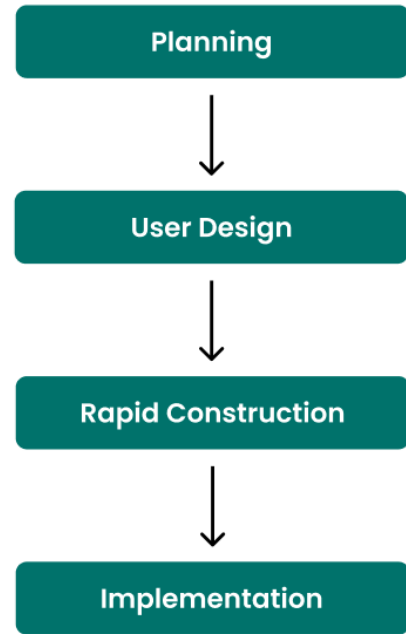 Planning
User Design
Rapid Construction
Implementation